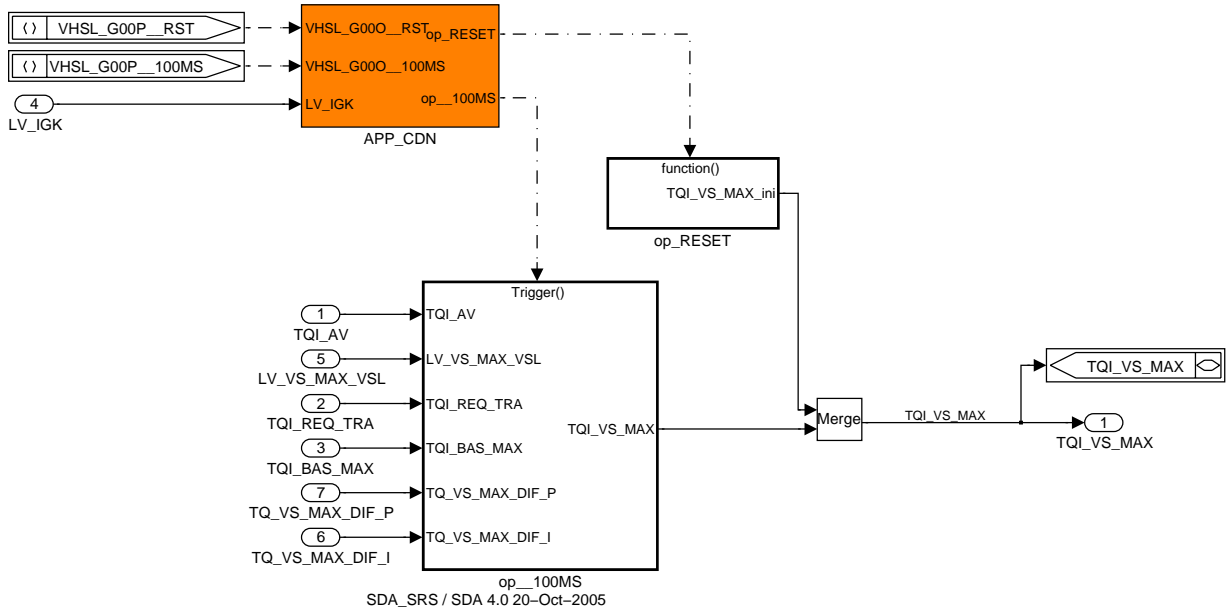 VHSL_G00P__RST
VHSL_G00O__RST
op_RESET
VHSL_G00P__100MS
VHSL_G00O__100MS
4
LV_IGK
op__100MS
LV_IGK
APP_CDN
function()
TQI_VS_MAX_ini
op_RESET
Trigger()
1
TQI_AV
TQI_AV
5
LV_VS_MAX_VSL
LV_VS_MAX_VSL
2
TQI_REQ_TRA
TQI_REQ_TRA
3
TQI_BAS_MAX
TQI_BAS_MAX
7
TQ_VS_MAX_DIF_P
TQ_VS_MAX_DIF_P
6
TQ_VS_MAX_DIF_I
TQ_VS_MAX_DIF_I
TQI_VS_MAX
op__100MS
SDA_SRS / SDA 4.0 20–Oct–2005
Merge
TQI_VS_MAX
TQI_VS_MAX
1
TQI_VS_MAX